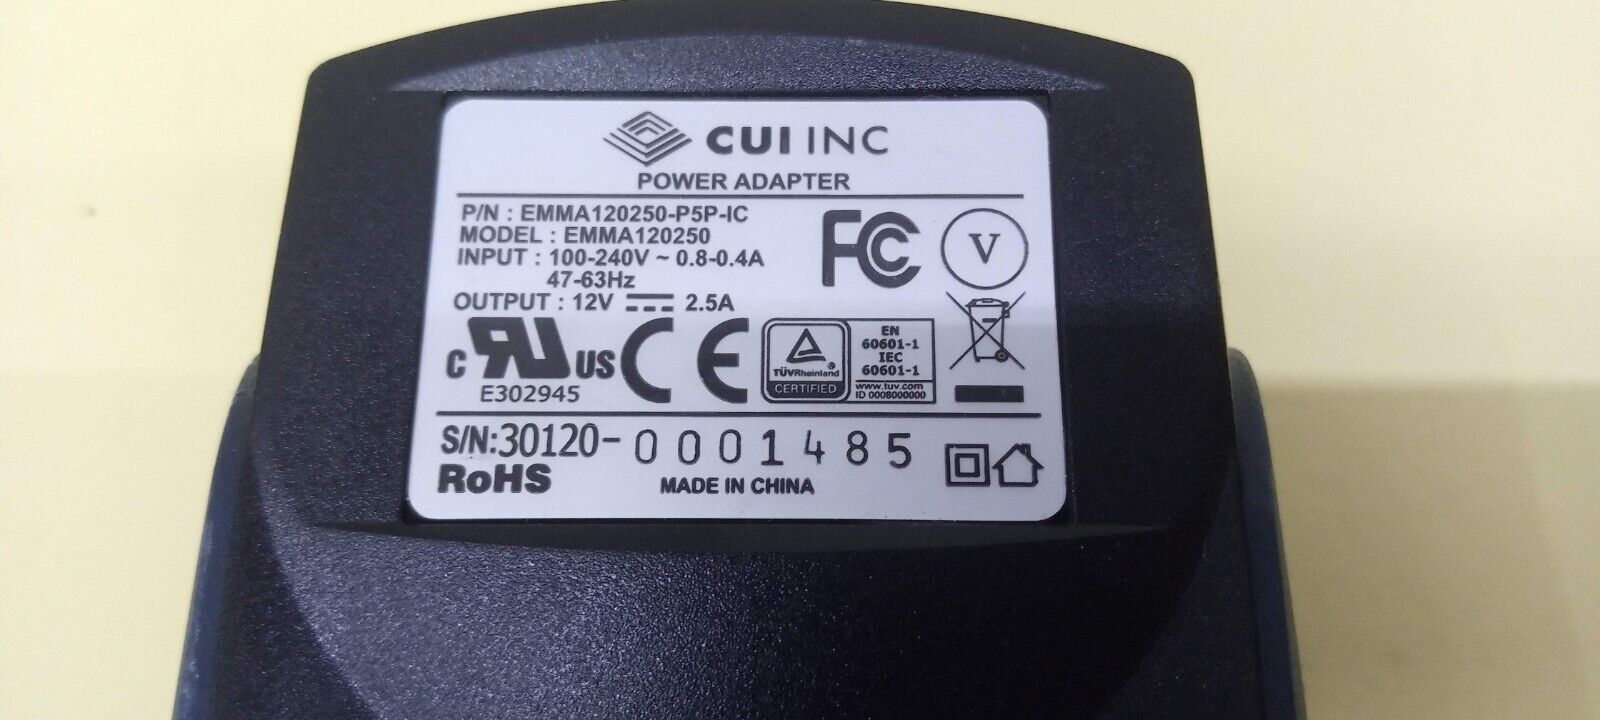 CUI INC
POWER ADAPTER
P/N : EMMA120250-P5P-IC
MODEL : EMMA120250
INPUT : 100-240V ~ 0.8-0.4A
47-63Hz
OUTPUT : 12V ⎓ 2.5A
FC
V
C RU US
E302945
CE
TÜVRheinland®
CERTIFIED
EN
60601-1
IEC
60601-1
www.tuv.com
ID 0008000000
S/N:30120-0001485
RoHS
MADE IN CHINA